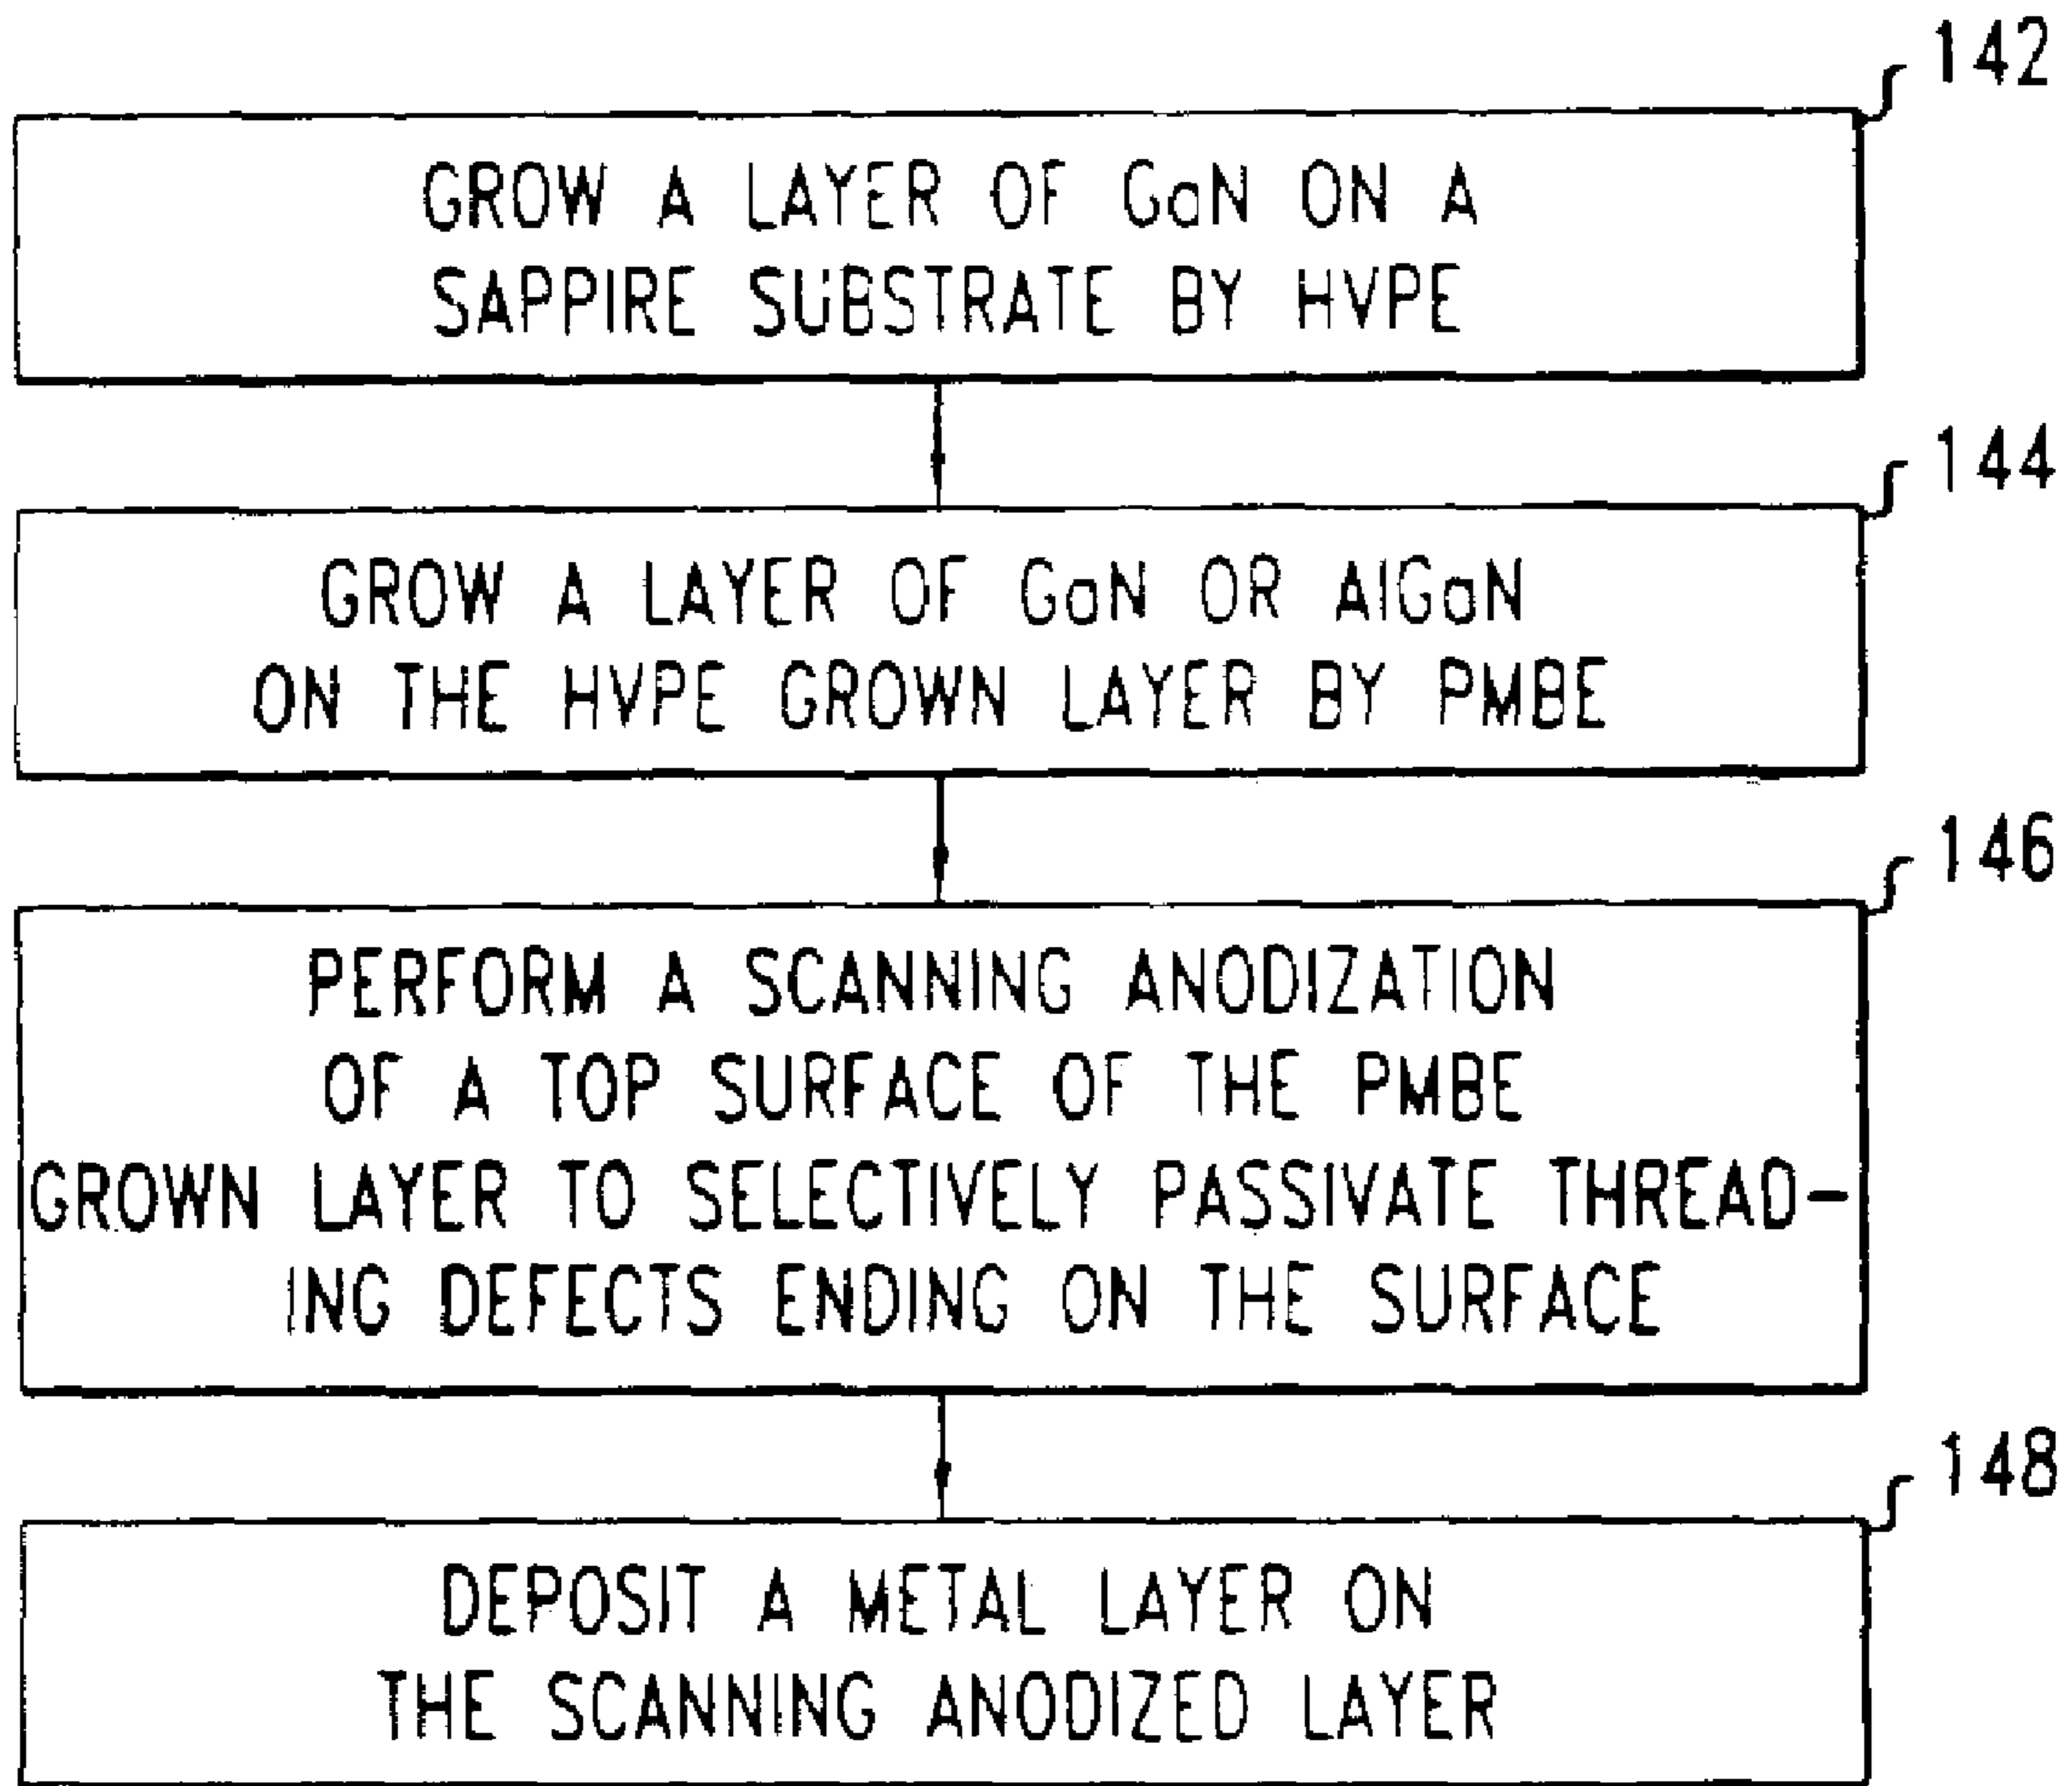 142
GROW A LAYER OF GaN ON A
SAPPIRE SUBSTRATE BY HVPE
144
GROW A LAYER OF GaN OR AlGaN
ON THE HVPE GROWN LAYER BY PMBE
146
PERFORM A SCANNING ANODIZATION
OF A TOP SURFACE OF THE PMBE
GROWN LAYER TO SELECTIVELY PASSIVATE THREAD-
ING DEFECTS ENDING ON THE SURFACE
148
DEPOSIT A METAL LAYER ON
THE SCANNING ANODIZED LAYER